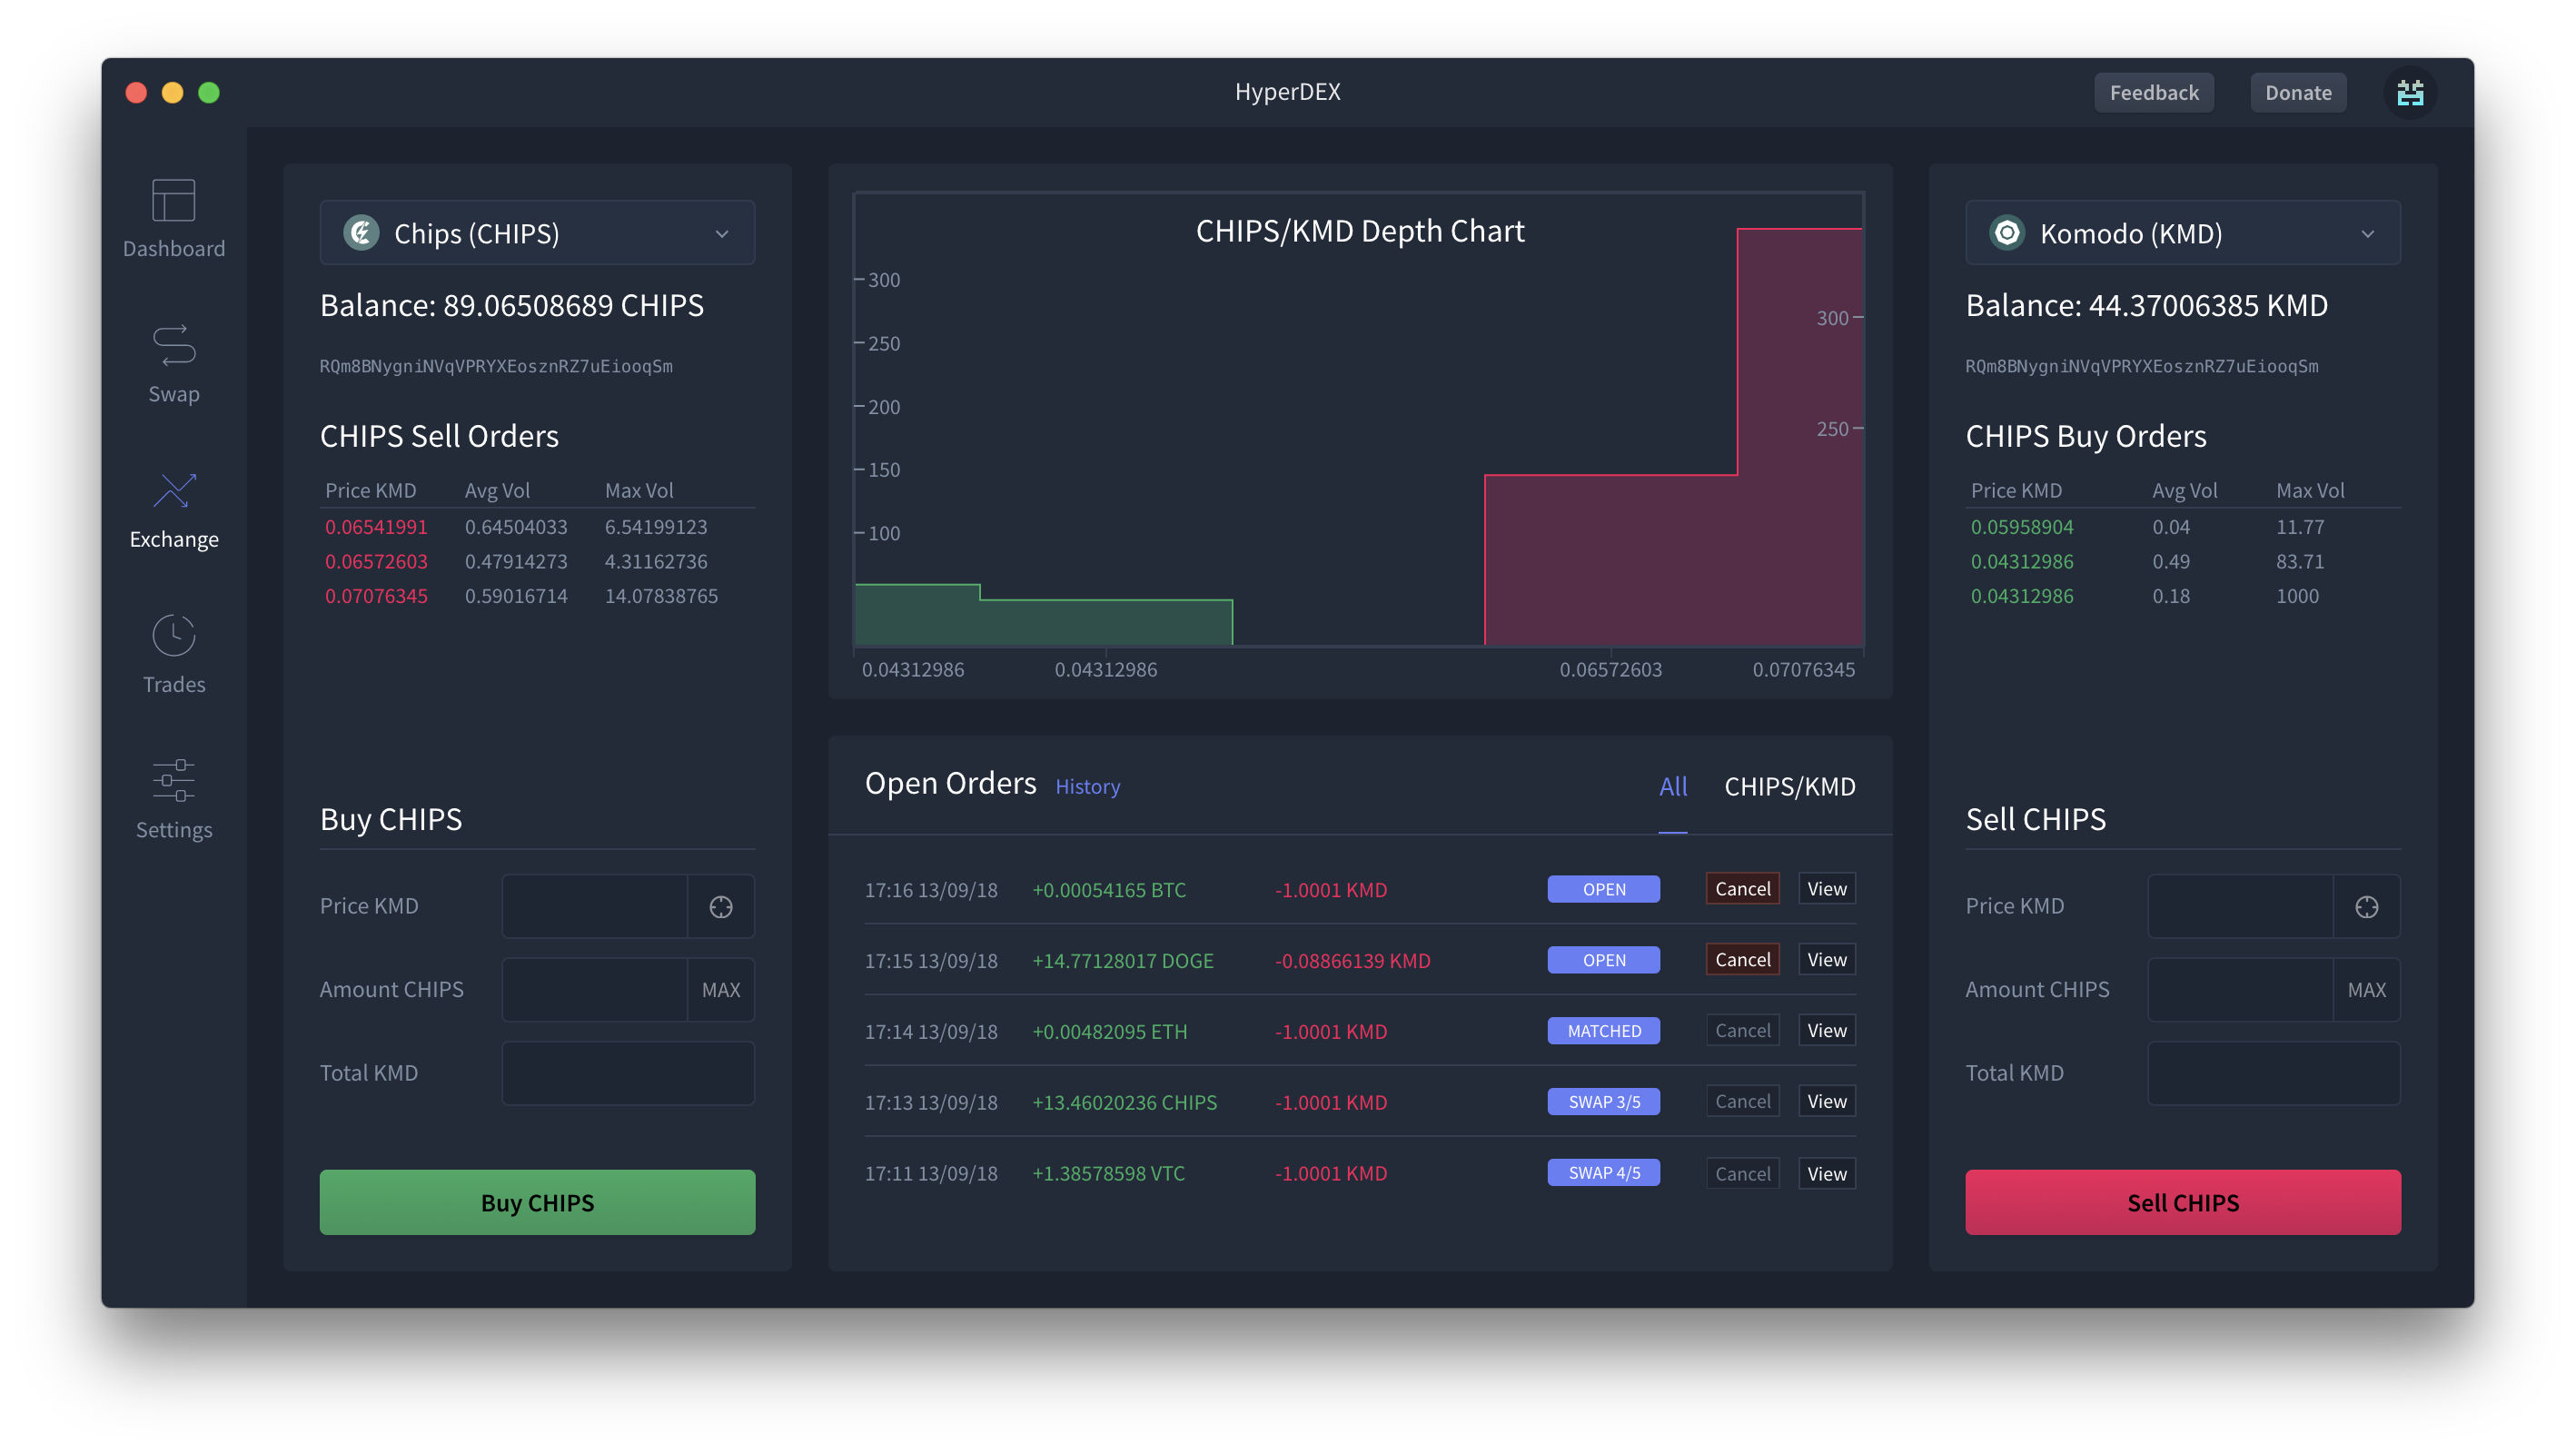 HyperDEX
Feedback
Donate
Dashboard
Swap
Exchange
Trades
Settings
Chips (CHIPS)
Balance: 89.06508689 CHIPS
RQm8BNygniNVqVPRYXEosznRZ7uEiooqSm
CHIPS Sell Orders
Price KMD Avg Vol Max Vol
0.06541991 0.64504033 6.54199123
0.06572603 0.47914273 4.31162736
0.07076345 0.59016714 14.07838765
Buy CHIPS
Price KMD
Amount CHIPS MAX
Total KMD
Buy CHIPS
CHIPS/KMD Depth Chart
300
250
200
150
100
300
250
0.04312986 0.04312986 0.06572603 0.07076345
Open Orders History All CHIPS/KMD
17:16 13/09/18 +0.00054165 BTC -1.0001 KMD OPEN Cancel View
17:15 13/09/18 +14.77128017 DOGE -0.08866139 KMD OPEN Cancel View
17:14 13/09/18 +0.00482095 ETH -1.0001 KMD MATCHED Cancel View
17:13 13/09/18 +13.46020236 CHIPS -1.0001 KMD SWAP 3/5 Cancel View
17:11 13/09/18 +1.38578598 VTC -1.0001 KMD SWAP 4/5 Cancel View
Komodo (KMD)
Balance: 44.37006385 KMD
RQm8BNygniNVqVPRYXEosznRZ7uEiooqSm
CHIPS Buy Orders
Price KMD Avg Vol Max Vol
0.05958904 0.04 11.77
0.04312986 0.49 83.71
0.04312986 0.18 1000
Sell CHIPS
Price KMD
Amount CHIPS MAX
Total KMD
Sell CHIPS